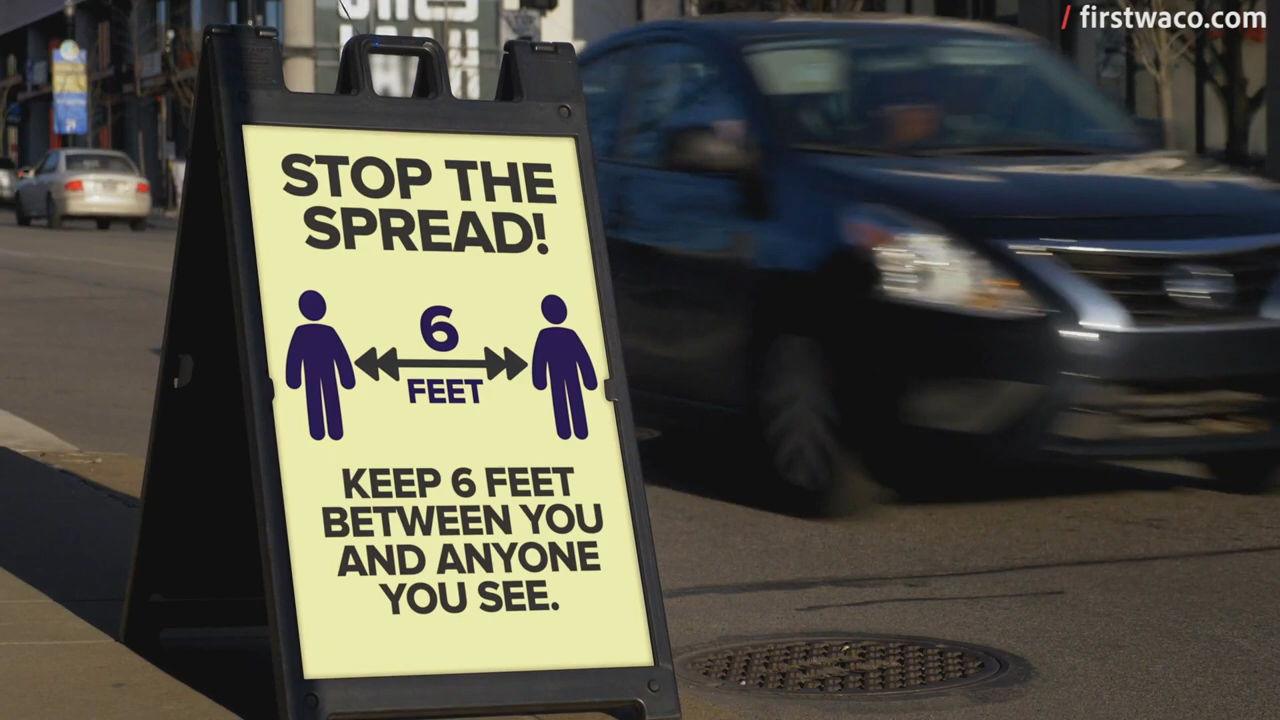 / firstwaco.com
STOP THE
SPREAD!
6
FEET
KEEP 6 FEET
BETWEEN YOU
AND ANYONE
YOU SEE.